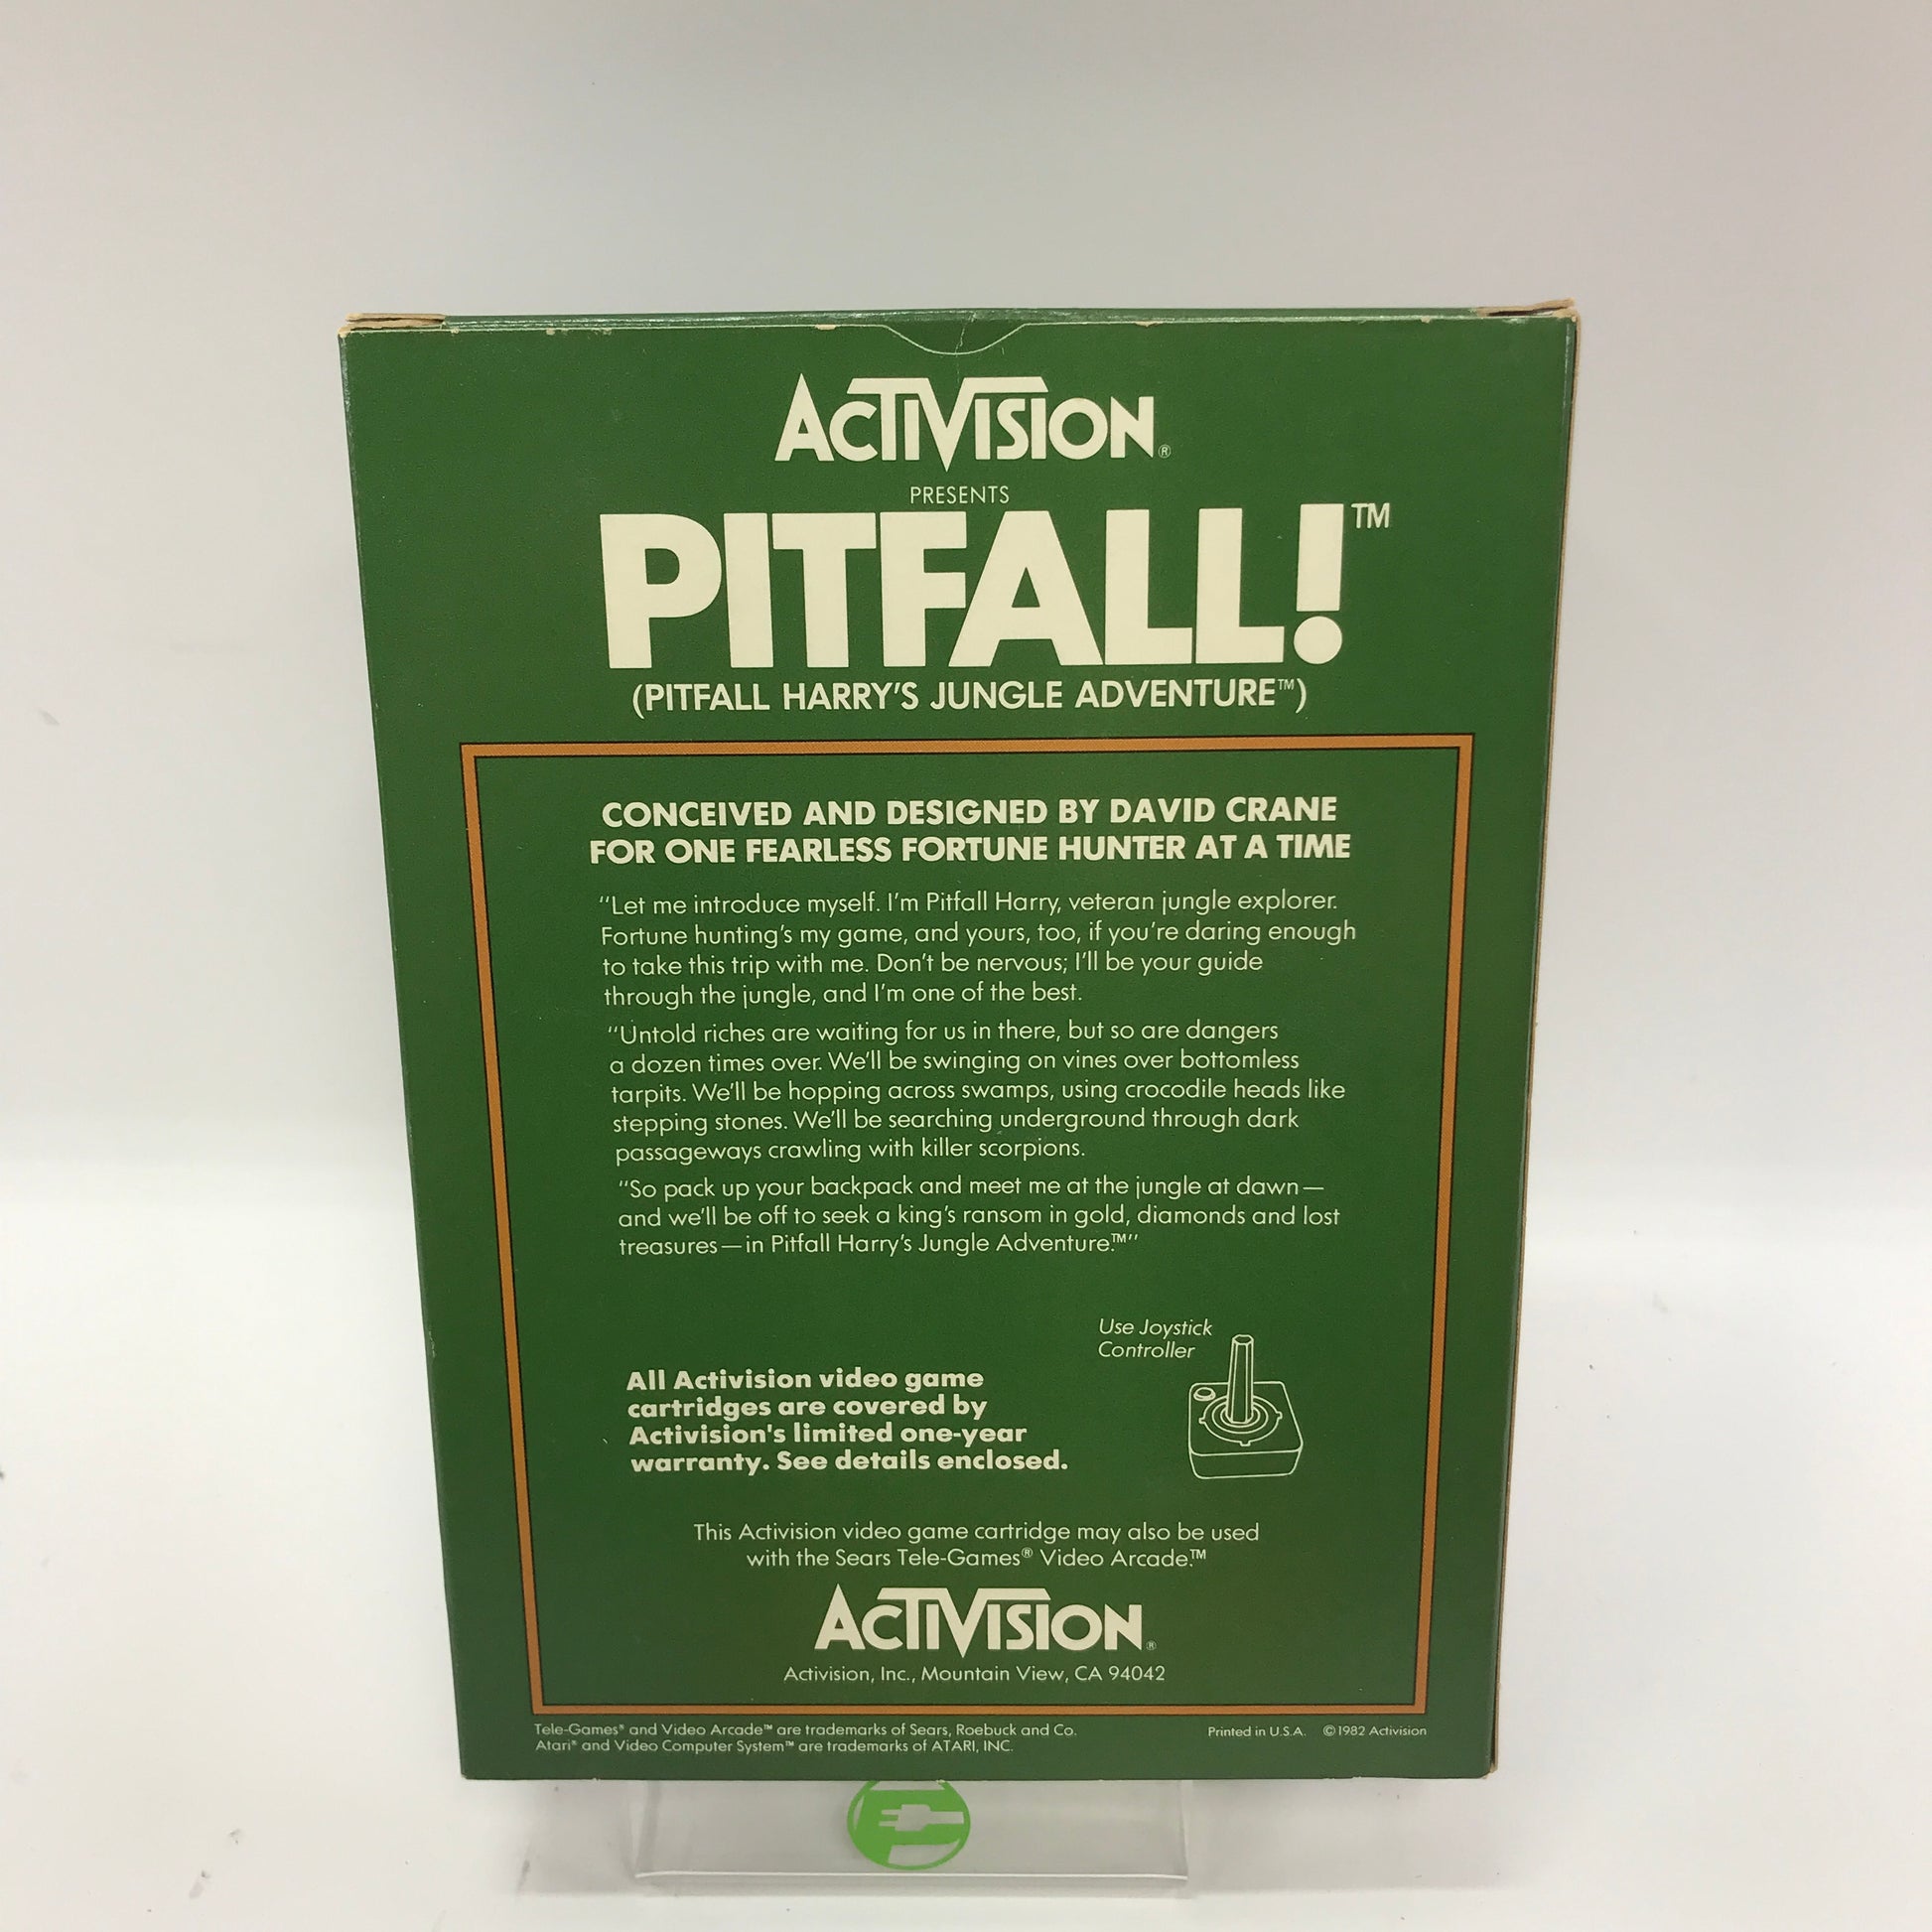 ACTIVISION®
PRESENTS
PITFALL!™
(PITFALL HARRY'S JUNGLE ADVENTURE™)
CONCEIVED AND DESIGNED BY DAVID CRANE
FOR ONE FEARLESS FORTUNE HUNTER AT A TIME
"Let me introduce myself. I'm Pitfall Harry, veteran jungle explorer.
Fortune hunting's my game, and yours, too, if you're daring enough
to take this trip with me. Don't be nervous; I'll be your guide
through the jungle, and I'm one of the best.
"Untold riches are waiting for us in there, but so are dangers
a dozen times over. We'll be swinging on vines over bottomless
tarpits. We'll be hopping across swamps, using crocodile heads like
stepping stones. We'll be searching underground through dark
passageways crawling with killer scorpions.
"So pack up your backpack and meet me at the jungle at dawn—
and we'll be off to seek a king's ransom in gold, diamonds and lost
treasures—in Pitfall Harry's Jungle Adventure.™"
Use Joystick
Controller
All Activision video game
cartridges are covered by
Activision's limited one-year
warranty. See details enclosed.
This Activision video game cartridge may also be used
with the Sears Tele-Games® Video Arcade.™
ACTIVISION®
Activision, Inc., Mountain View, CA 94042
Tele-Games® and Video Arcade™ are trademarks of Sears, Roebuck and Co.
Atari® and Video Computer System™ are trademarks of ATARI, INC.
Printed in U.S.A. ©1982 Activision